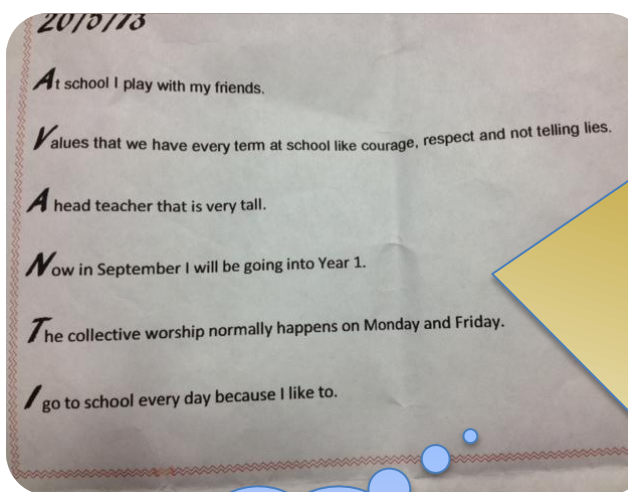 20/5/13
At school I play with my friends.
Values that we have every term at school like courage, respect and not telling lies.
A head teacher that is very tall.
Now in September I will be going into Year 1.
The collective worship normally happens on Monday and Friday.
I go to school every day because I like to.